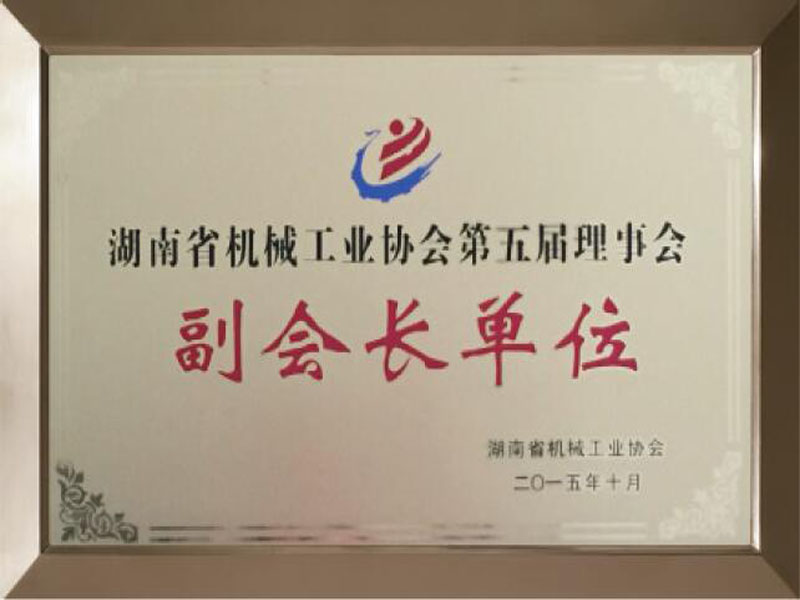 湖南省机械工业协会第五届理事会
副会长单位
湖南省机械工业协会
二〇一五年十月